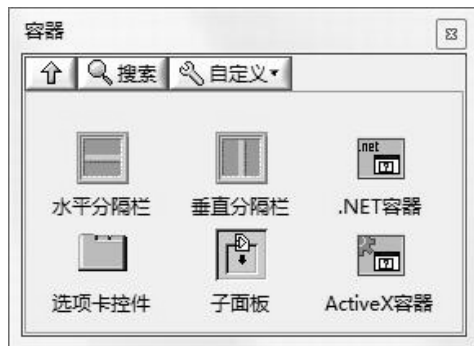 容器
搜索 自定义
水平分隔栏 垂直分隔栏 .NET容器
.net
选项卡控件 子面板 ActiveX容器